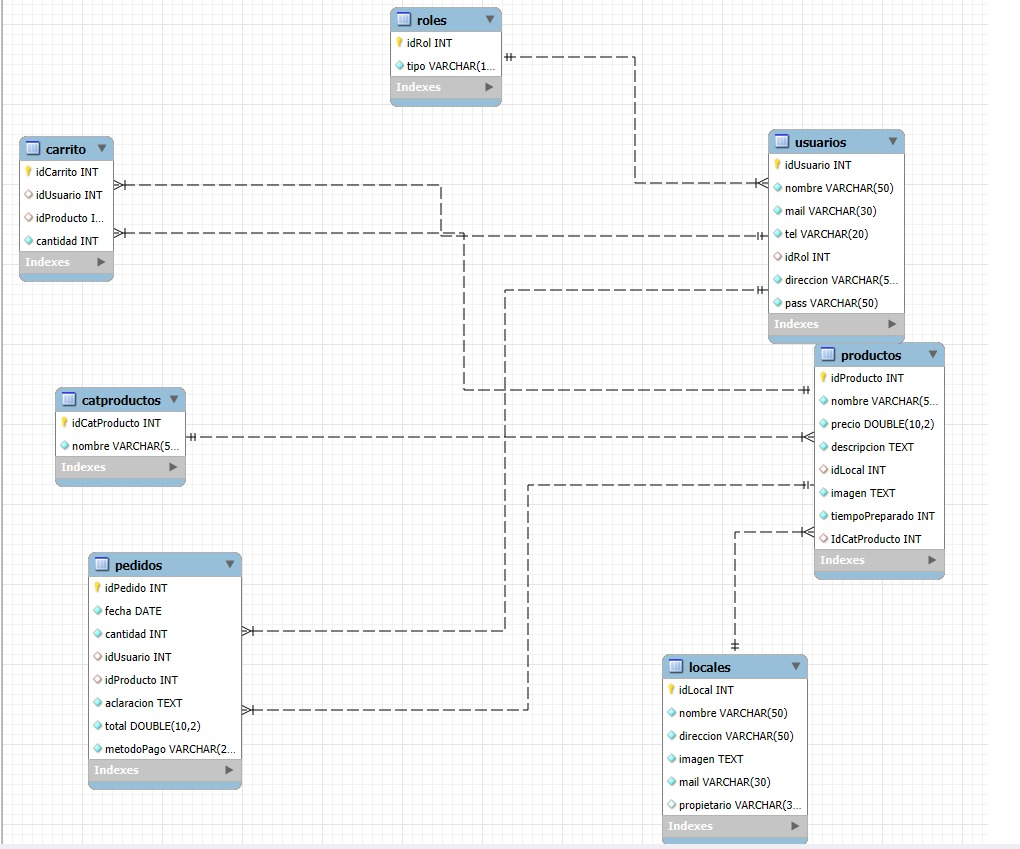 roles
idRol INT
tipo VARCHAR(1...
Indexes
carrito
idCarrito INT
idUsuario INT
idProducto I...
cantidad INT
Indexes
usuarios
idUsuario INT
nombre VARCHAR(50)
mail VARCHAR(30)
tel VARCHAR(20)
idRol INT
direccion VARCHAR(5...
pass VARCHAR(50)
Indexes
productos
idProducto INT
nombre VARCHAR(5...
precio DOUBLE(10,2)
descripcion TEXT
idLocal INT
imagen TEXT
tiempoPreparado INT
IdCatProducto INT
Indexes
catproductos
idCatProducto INT
nombre VARCHAR(5...
Indexes
pedidos
idPedido INT
fecha DATE
cantidad INT
idUsuario INT
idProducto INT
aclaracion TEXT
total DOUBLE(10,2)
metodoPago VARCHAR(2...
Indexes
locales
idLocal INT
nombre VARCHAR(50)
direccion VARCHAR(50)
imagen TEXT
mail VARCHAR(30)
propietario VARCHAR(3...
Indexes